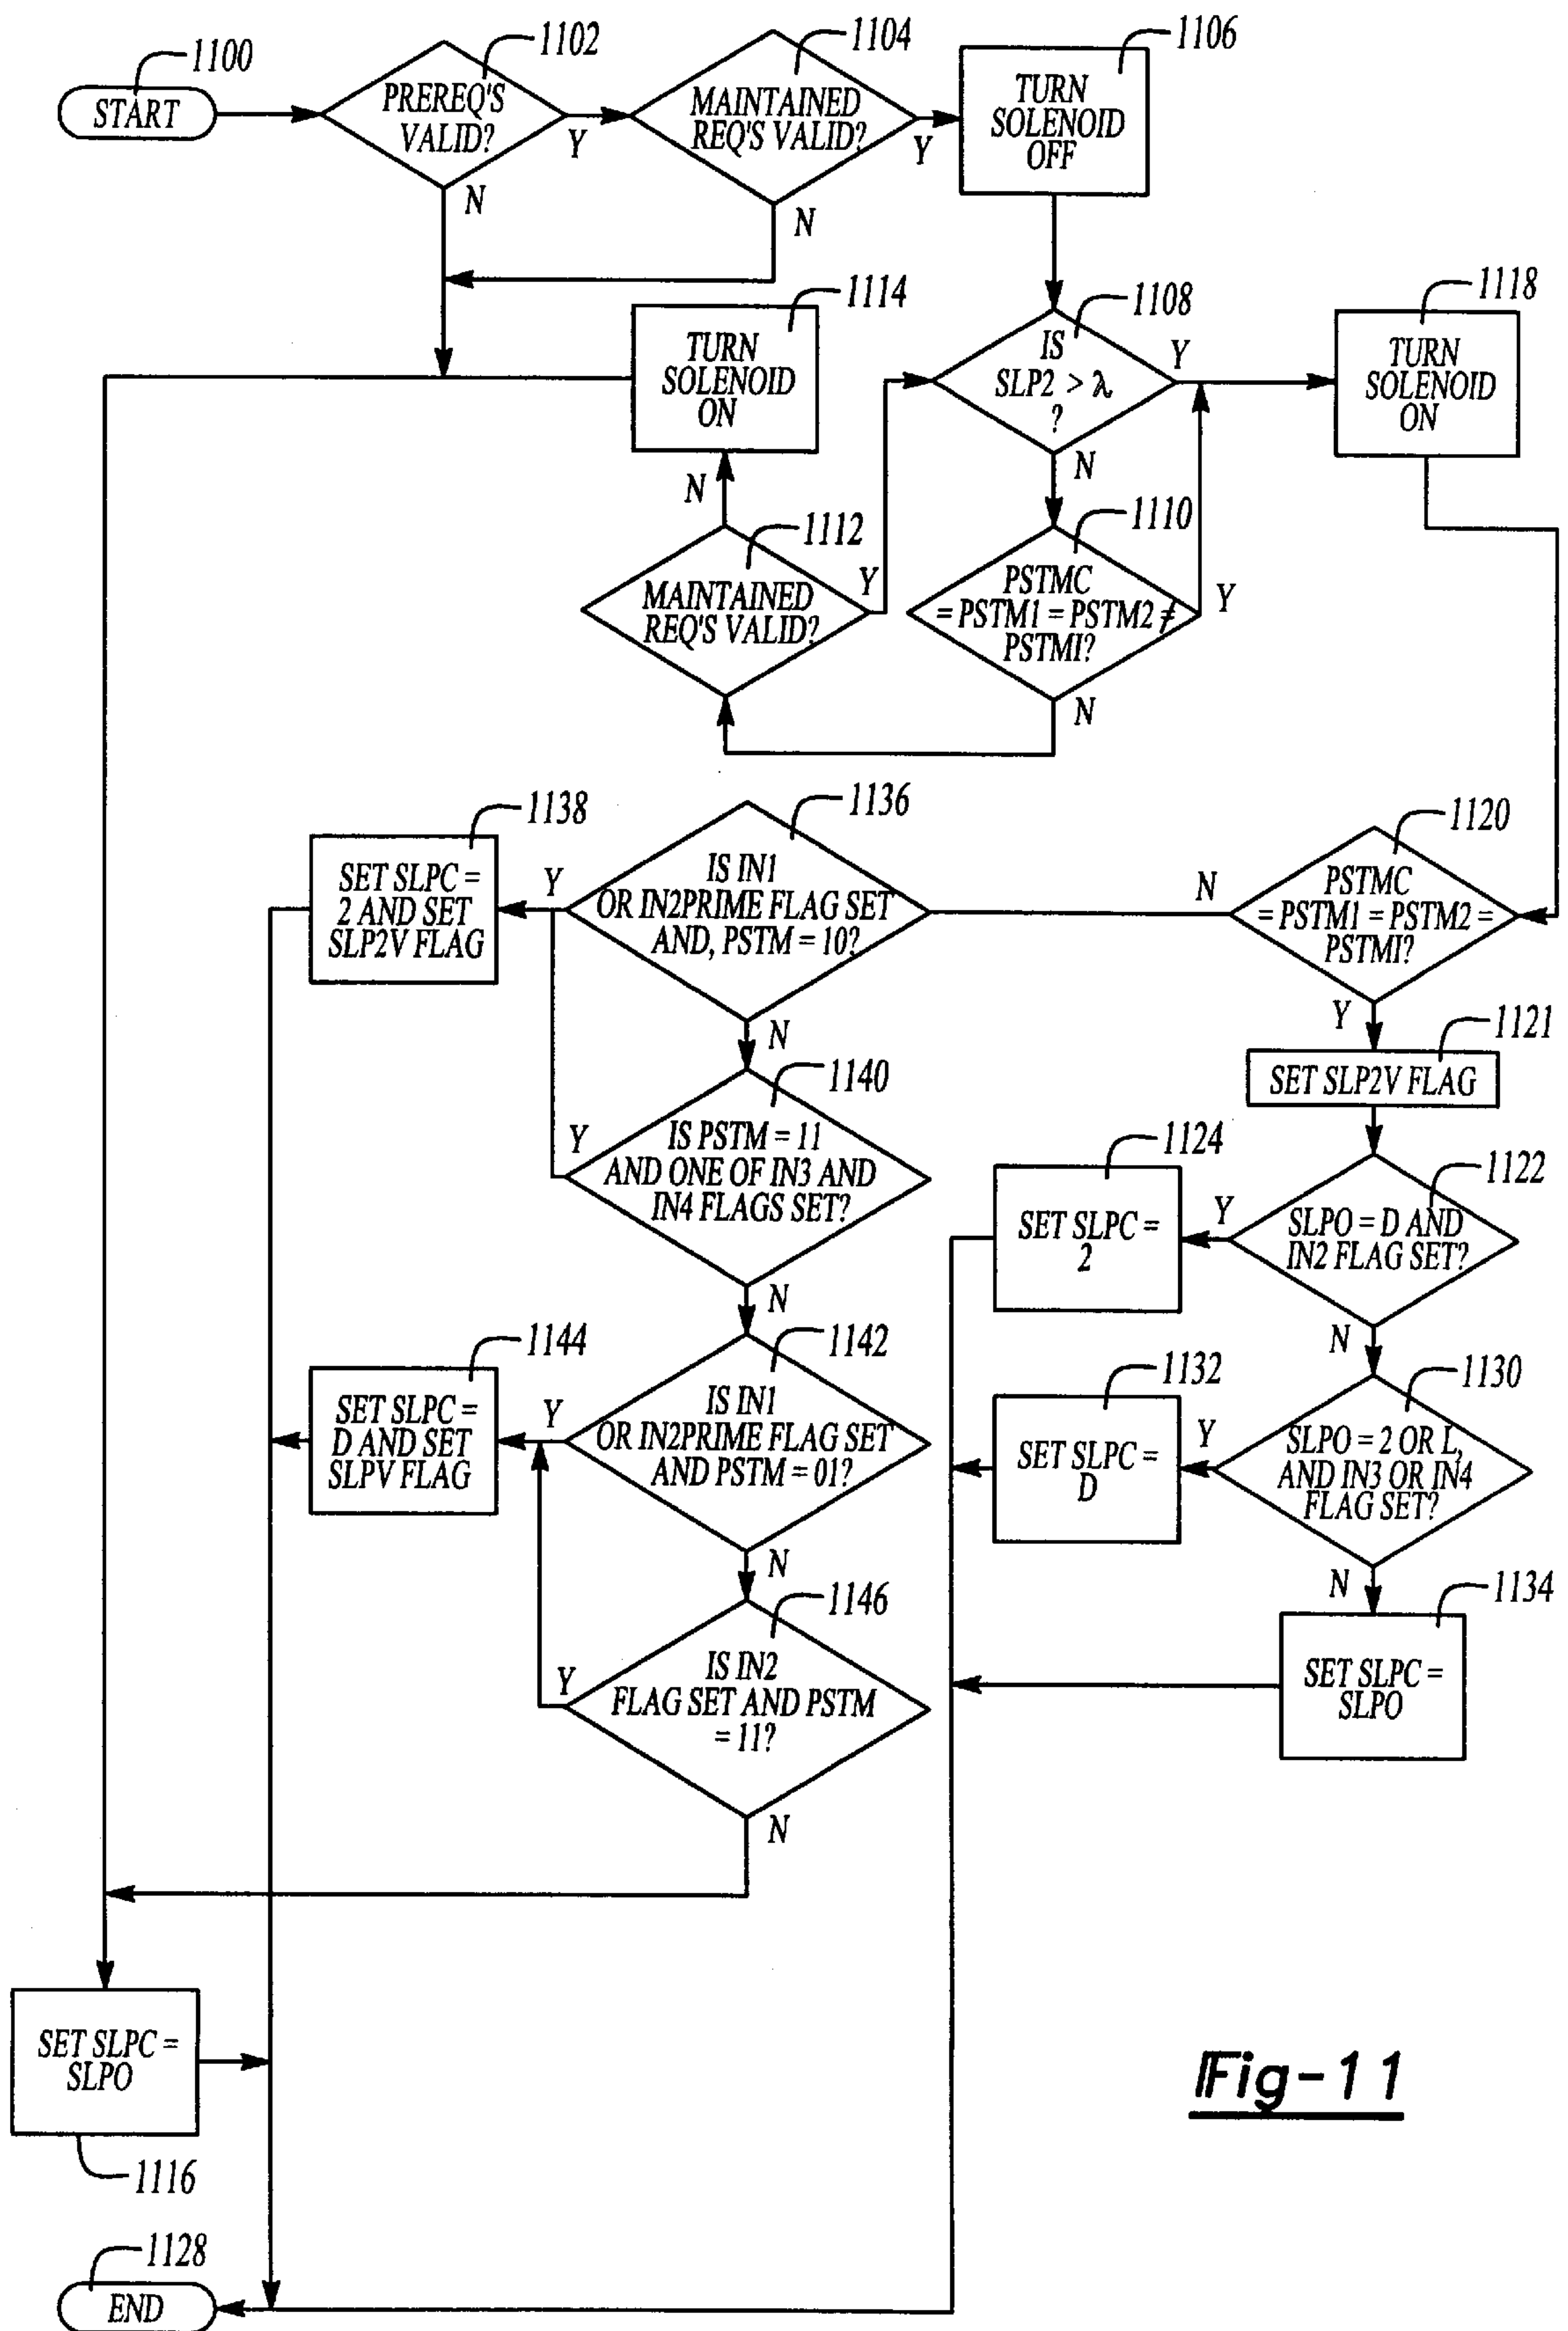 1100
START
1102
PREREQ'S
VALID?
Y
N
1104
MAINTAINED
REQ'S VALID?
Y
N
1106
TURN
SOLENOID
OFF
1108
IS
SLP2 > λ
?
Y
N
1110
PSTMC
= PSTM1 = PSTM2 ≠
PSTMI?
Y
N
1112
MAINTAINED
REQ'S VALID?
Y
N
1114
TURN
SOLENOID
ON
1118
TURN
SOLENOID
ON
1120
PSTMC
= PSTM1 = PSTM2 =
PSTMI?
N
Y
1121
SET SLP2V FLAG
1122
SLPO = D AND
IN2 FLAG SET?
Y
N
1124
SET SLPC =
2
1130
SLPO = 2 OR L,
AND IN3 OR IN4
FLAG SET?
Y
N
1132
SET SLPC =
D
1134
SET SLPC =
SLPO
1136
IS IN1
OR IN2PRIME FLAG SET
AND, PSTM = 10?
Y
N
1138
SET SLPC =
2 AND SET
SLP2V FLAG
1140
IS PSTM = 11
AND ONE OF IN3 AND
IN4 FLAGS SET?
Y
N
1142
IS IN1
OR IN2PRIME FLAG SET
AND PSTM = 01?
Y
N
1144
SET SLPC =
D AND SET
SLPV FLAG
1146
IS IN2
FLAG SET AND PSTM
= 11?
Y
N
SET SLPC =
SLPO
1116
1128
END
Fig-11